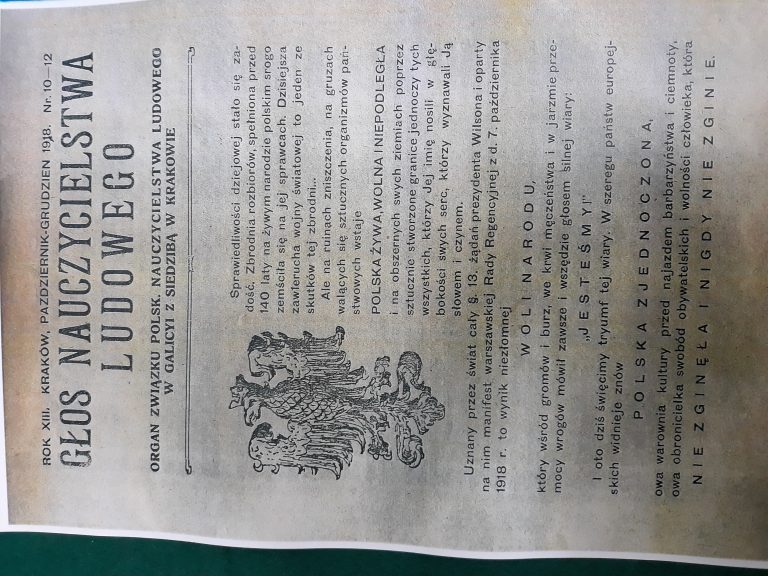 ROK XIII. KRAKÓW, PAŹDZIERNIK-GRUDZIEŃ 1918. Nr. 10—12
GŁOS NAUCZYCIELSTWA
LUDOWEGO
ORGAN ZWIĄZKU POLSK. NAUCZYCIELSTWA LUDOWEGO
W GALICYI Z SIEDZIBĄ W KRAKOWIE
Sprawiedliwości dziejowej stało się za-
dość. Zbrodnia rozbiorów, spełniona przed
140 laty na żywym narodzie polskim srogo
zemściła się na jej sprawcach. Dzisiejsza
zawierucha wojny światowej to jeden ze
skutków tej zbrodni...
Ale na ruinach zniszczenia, na gruzach
walących się sztucznych organizmów pań-
stwowych wstaje
POLSKA ŻYWA, WOLNA I NIEPODLEGŁA
i na obszernych swych ziemiach poprzez
sztucznie stworzone granice jednoczy tych
wszystkich, którzy Jej imię nosili w głę-
bokości swych serc, którzy wyznawali Ją
słowem i czynem.
Uznany przez świat cały §. 13. żądań prezydenta Wilsona i oparty
na nim manifest warszawskiej Rady Regencyjnej z d. 7. października
1918 r. to wynik niezłomnej
WOLI NARODU,
który wśród gromów i burz, we krwi męczeństwa i w jarzmie prze-
mocy wrogów mówił zawsze i wszędzie głosem silnej wiary:
„JESTEŚMY!"
I oto dziś święcimy tryumf tej wiary. W szeregu państw europej-
skich widnieje znów
POLSKA ZJEDNOCZONA,
owa warownia kultury przed najazdem barbarzyństwa i ciemnoty,
owa obronicielka swobód obywatelskich i wolności człowieka, która
NIE ZGINĘŁA I NIGDY NIE ZGINIE.